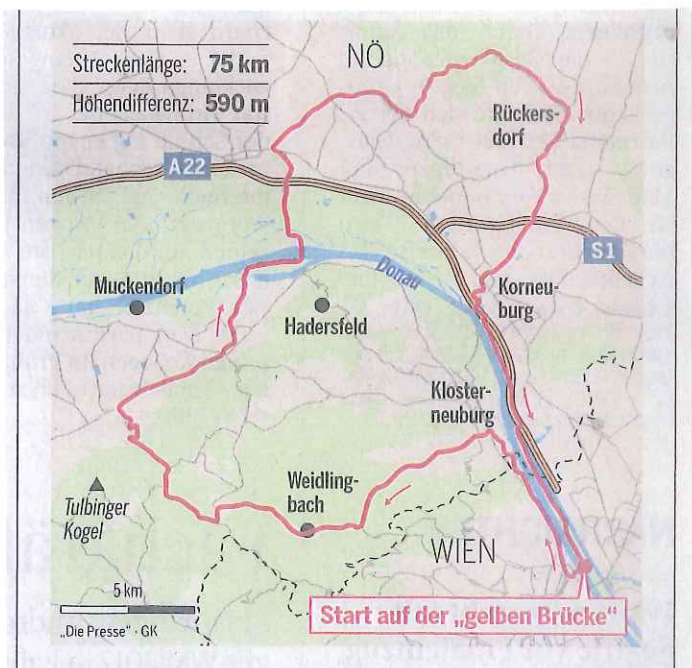 Streckenlänge: 75 km
Höhendifferenz: 590 m
NÖ
Rückers-
dorf
A22
S1
Donau
Muckendorf
Hadersfeld
Korneu-
burg
Kloster-
neuburg
Weidling-
bach
Tulbinger
Kogel
WIEN
5 km
Start auf der „gelben Brücke“
„Die Presse“ · GK